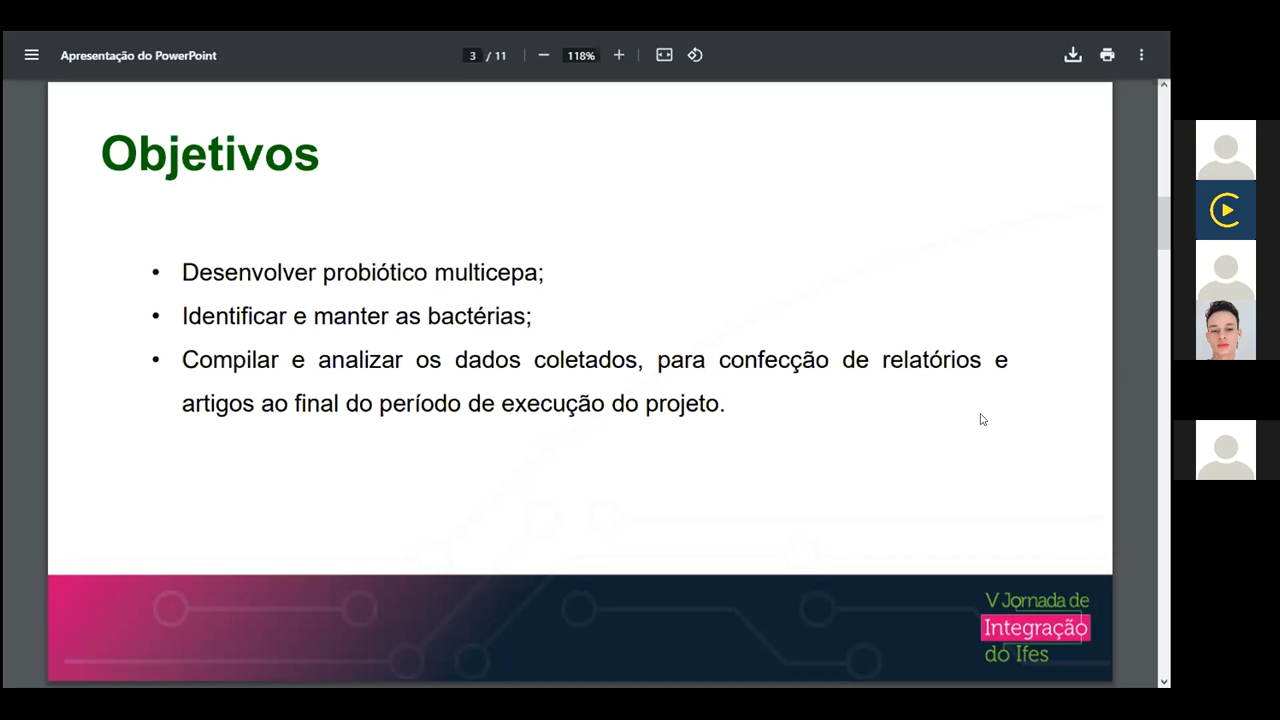 Apresentação do PowerPoint
3 / 11
118%
Objetivos
• Desenvolver probiótico multicepa;
• Identificar e manter as bactérias;
• Compilar e analizar os dados coletados, para confecção de relatórios e
artigos ao final do período de execução do projeto.
V Jornada de
Integração
do Ifes